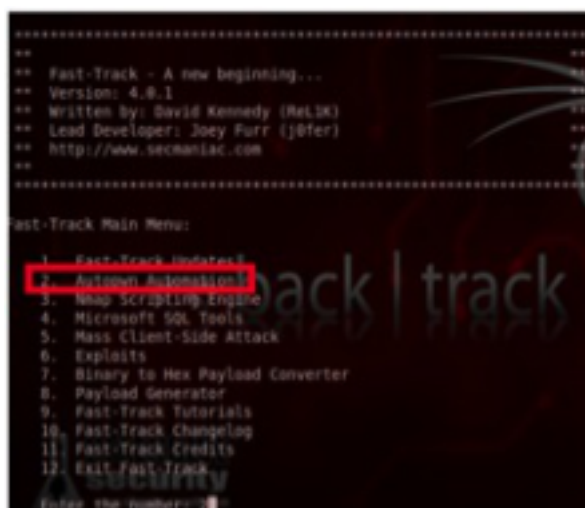 **********************************************************************
**
** Fast-Track - A new beginning...
** Version: 4.0.1
** Written by: David Kennedy (ReL1K)
** Lead Developer: Joey Furr (j0fer)
** http://www.secmaniac.com
**
**********************************************************************
Fast-Track Main Menu:
1. Fast-Track Updates
2. Autopwn Automation
3. Nmap Scripting Engine
4. Microsoft SQL Tools
5. Mass Client-Side Attack
6. Exploits
7. Binary to Hex Payload Converter
8. Payload Generator
9. Fast-Track Tutorials
10. Fast-Track Changelog
11. Fast-Track Credits
12. Exit Fast-Track
Enter the number: 2
back | track
security